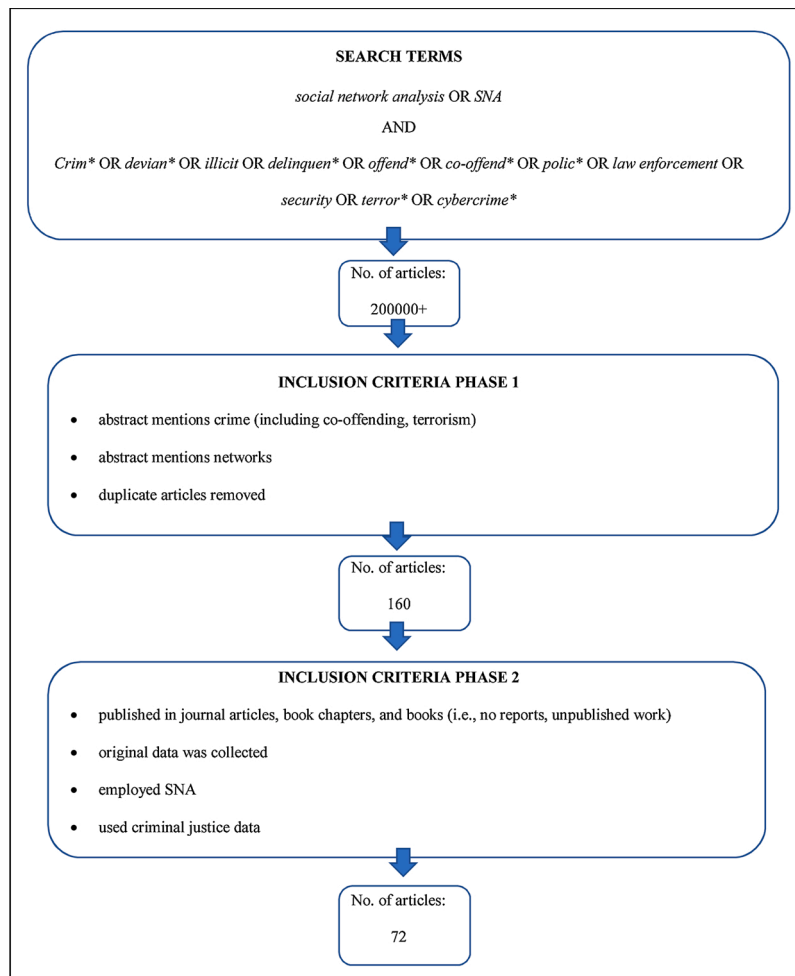 SEARCH TERMS
social network analysis OR SNA
AND
Crim* OR devian* OR illicit OR delinquen* OR offend* OR co-offend* OR polic* OR law enforcement OR
security OR terror* OR cybercrime*
No. of articles:
200000+
INCLUSION CRITERIA PHASE 1
• abstract mentions crime (including co-offending, terrorism)
• abstract mentions networks
• duplicate articles removed
No. of articles:
160
INCLUSION CRITERIA PHASE 2
• published in journal articles, book chapters, and books (i.e., no reports, unpublished work)
• original data was collected
• employed SNA
• used criminal justice data
No. of articles:
72